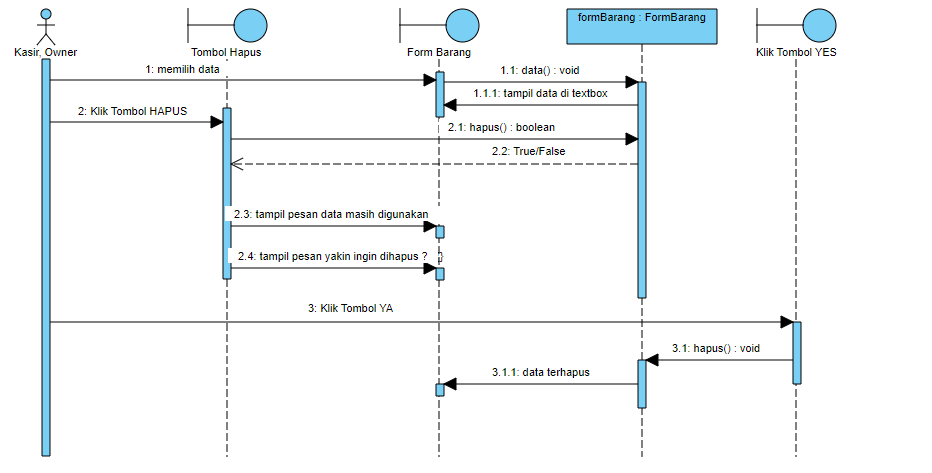 Kasir, Owner
Tombol Hapus
Form Barang
formBarang : FormBarang
Klik Tombol YES
1: memilih data
1.1: data() : void
1.1.1: tampil data di textbox
2: Klik Tombol HAPUS
2.1: hapus() : boolean
2.2: True/False
2.3: tampil pesan data masih digunakan
2.4: tampil pesan yakin ingin dihapus ?
3: Klik Tombol YA
3.1: hapus() : void
3.1.1: data terhapus